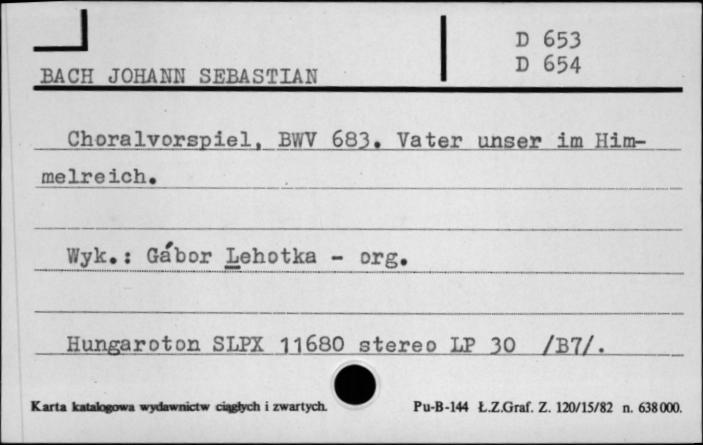 D 653
D 654
BACH JOHANN SEBASTIAN
Choralvorspiel, BWV 683. Vater unser im Him-
melreich.
Wyk.: Gábor Lehotka - org.
Hungaroton SLPX 11680 stereo LP 30 /B7/.
Karta katalogowa wydawnictw ciągłych i zwartych. Pu-B-144 Ł.Z.Graf. Z. 120/15/82 n. 638000.